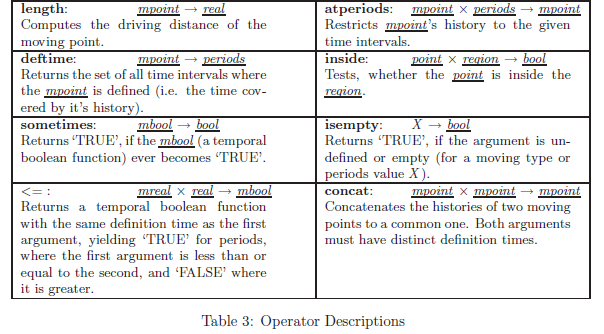 length: mpoint → real
Computes the driving distance of the
moving point.
atperiods: mpoint × periods → mpoint
Restricts mpoint's history to the given
time intervals.
deftime: mpoint → periods
Returns the set of all time intervals where
the mpoint is defined (i.e. the time cov-
ered by it's history).
inside: point × region → bool
Tests, whether the point is inside the
region.
sometimes: mbool → bool
Returns 'TRUE', if the mbool (a temporal
boolean function) ever becomes 'TRUE'.
isempty: X → bool
Returns 'TRUE', if the argument is un-
defined or empty (for a moving type or
periods value X).
<= : mreal × real → mbool
Returns a temporal boolean function
with the same definition time as the first
argument, yielding 'TRUE' for periods,
where the first argument is less than or
equal to the second, and 'FALSE' where
it is greater.
concat: mpoint × mpoint → mpoint
Concatenates the histories of two moving
points to a common one. Both arguments
must have distinct definition times.
Table 3: Operator Descriptions